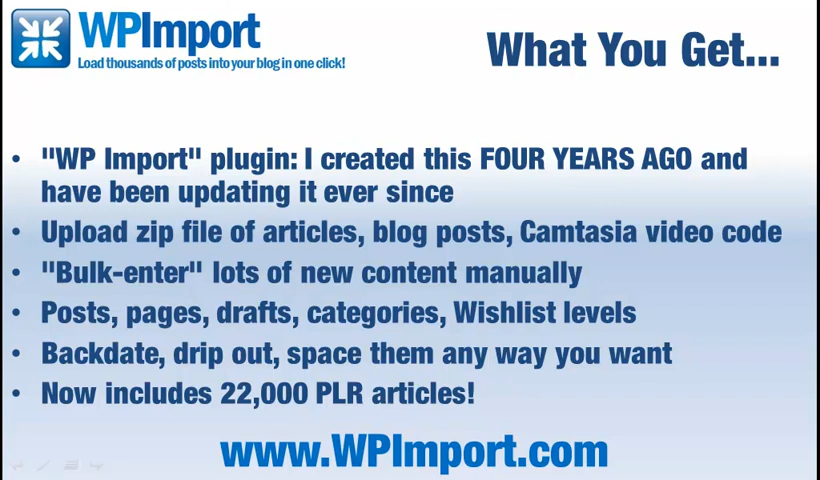 WPImport
Load thousands of posts into your blog in one click!
What You Get...
• "WP Import" plugin: I created this FOUR YEARS AGO and
have been updating it ever since
• Upload zip file of articles, blog posts, Camtasia video code
• "Bulk-enter" lots of new content manually
• Posts, pages, drafts, categories, Wishlist levels
• Backdate, drip out, space them any way you want
• Now includes 22,000 PLR articles!
www.WPImport.com